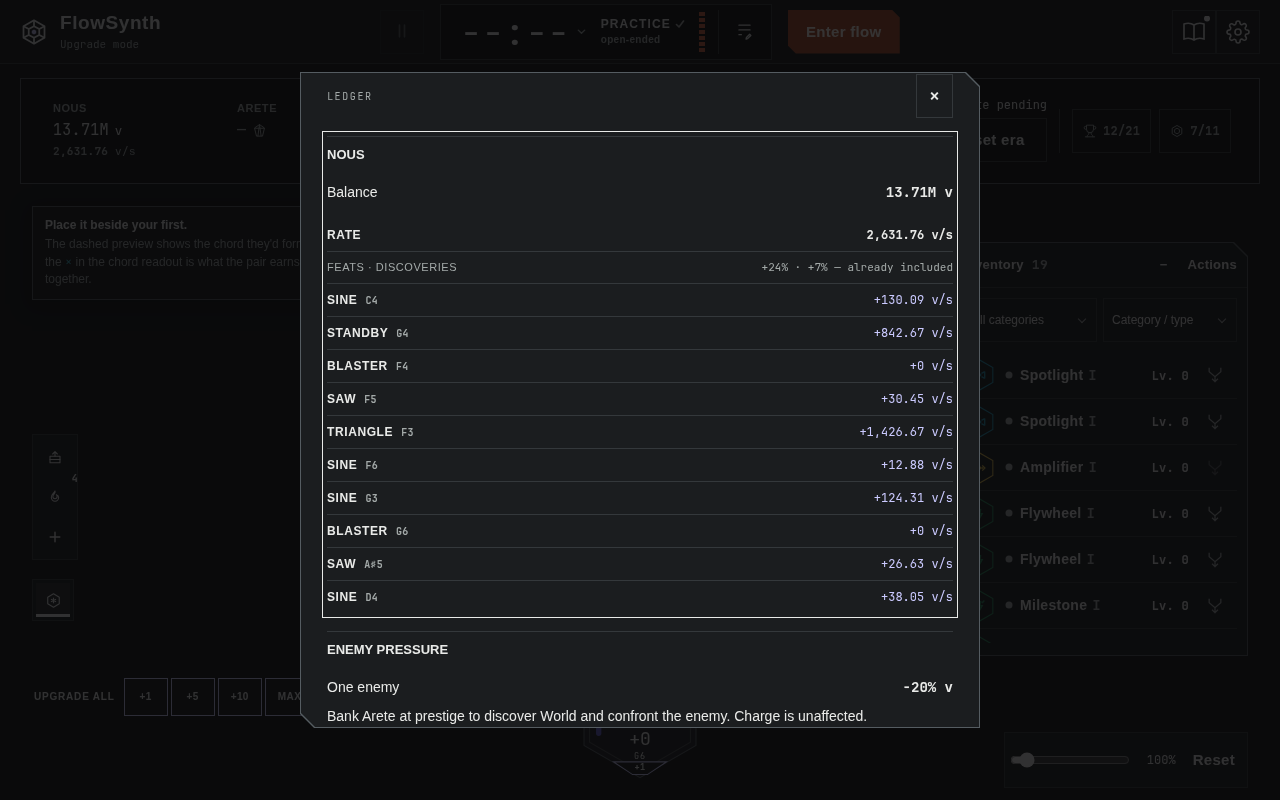 FlowSynth
Upgrade mode
PRACTICE
open-ended
Enter flow
NOUS
13.71M v
2,631.76 v/s
ARETE
pending
set era
12/21
7/11
LEDGER
×
NOUS
Balance 13.71M v
RATE 2,631.76 v/s
FEATS · DISCOVERIES +24% · +7% — already included
SINE C4 +130.09 v/s
STANDBY G4 +842.67 v/s
BLASTER F4 +0 v/s
SAW F5 +30.45 v/s
TRIANGLE F3 +1,426.67 v/s
SINE F6 +12.88 v/s
SINE G3 +124.31 v/s
BLASTER G6 +0 v/s
SAW A♯5 +26.63 v/s
SINE D4 +38.05 v/s
ENEMY PRESSURE
One enemy -20% v
Bank Arete at prestige to discover World and confront the enemy. Charge is unaffected.
Place it beside your first.
The dashed preview shows the chord they'd form
the × in the chord readout is what the pair earns
together.
4
UPGRADE ALL +1 +5 +10 MAX
ventory 19 – Actions
ll categories Category / type
Spotlight I Lv. 0
Spotlight I Lv. 0
Amplifier I Lv. 0
Flywheel I Lv. 0
Flywheel I Lv. 0
Milestone I Lv. 0
+0
G6
+1
100% Reset